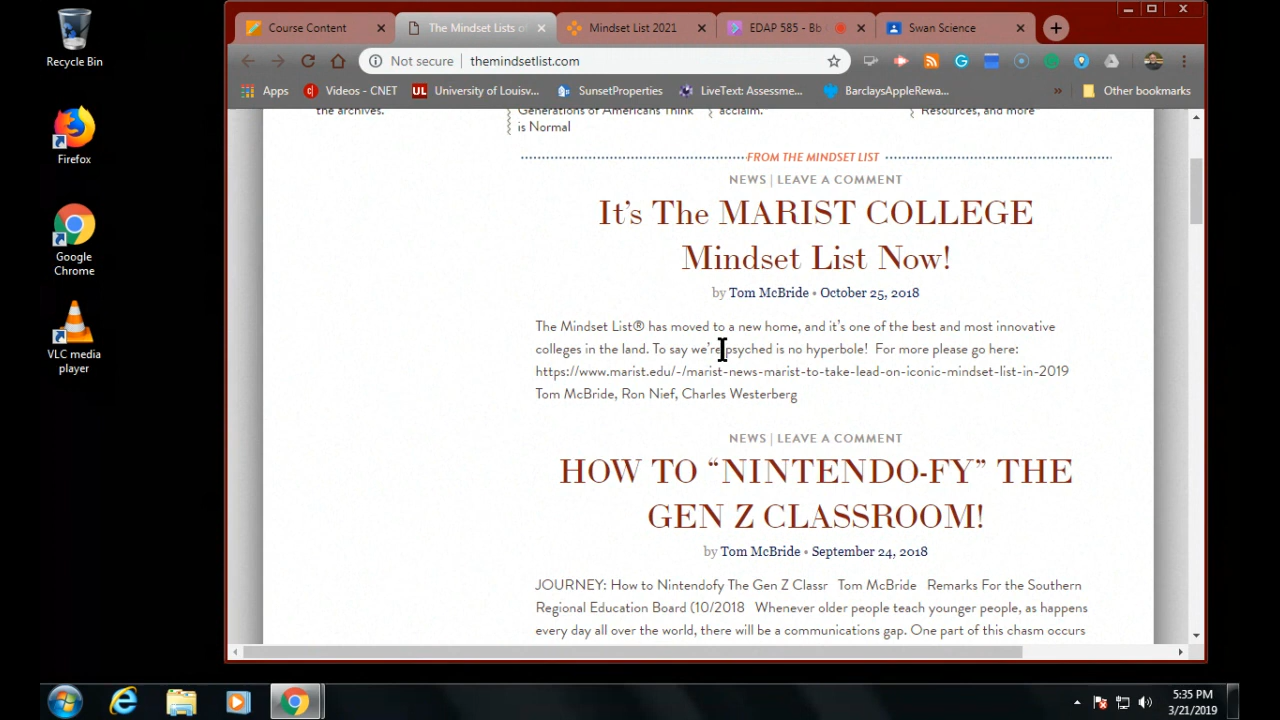 Recycle Bin
Firefox
Google
Chrome
VLC media
player
Course Content
The Mindset Lists o
Mindset List 2021
EDAP 585 - Bb
Swan Science
Not secure
themindsetlist.com
Apps
Videos - CNET
University of Louisv...
SunsetProperties
LiveText: Assessme...
BarclaysAppleRewa...
»
Other bookmarks
the archives.
Generations of Americans Think
is Normal
acclaim.
Resources, and more
FROM THE MINDSET LIST
NEWS | LEAVE A COMMENT
It's The MARIST COLLEGE
Mindset List Now!
by Tom McBride • October 25, 2018
The Mindset List® has moved to a new home, and it's one of the best and most innovative
colleges in the land. To say we're psyched is no hyperbole! For more please go here:
https://www.marist.edu/-/marist-news-marist-to-take-lead-on-iconic-mindset-list-in-2019
Tom McBride, Ron Nief, Charles Westerberg
NEWS | LEAVE A COMMENT
HOW TO “NINTENDO-FY” THE
GEN Z CLASSROOM!
by Tom McBride • September 24, 2018
JOURNEY: How to Nintendofy The Gen Z Classr Tom McBride Remarks For the Southern
Regional Education Board (10/2018 Whenever older people teach younger people, as happens
every day all over the world, there will be a communications gap. One part of this chasm occurs
5:35 PM
3/21/2019